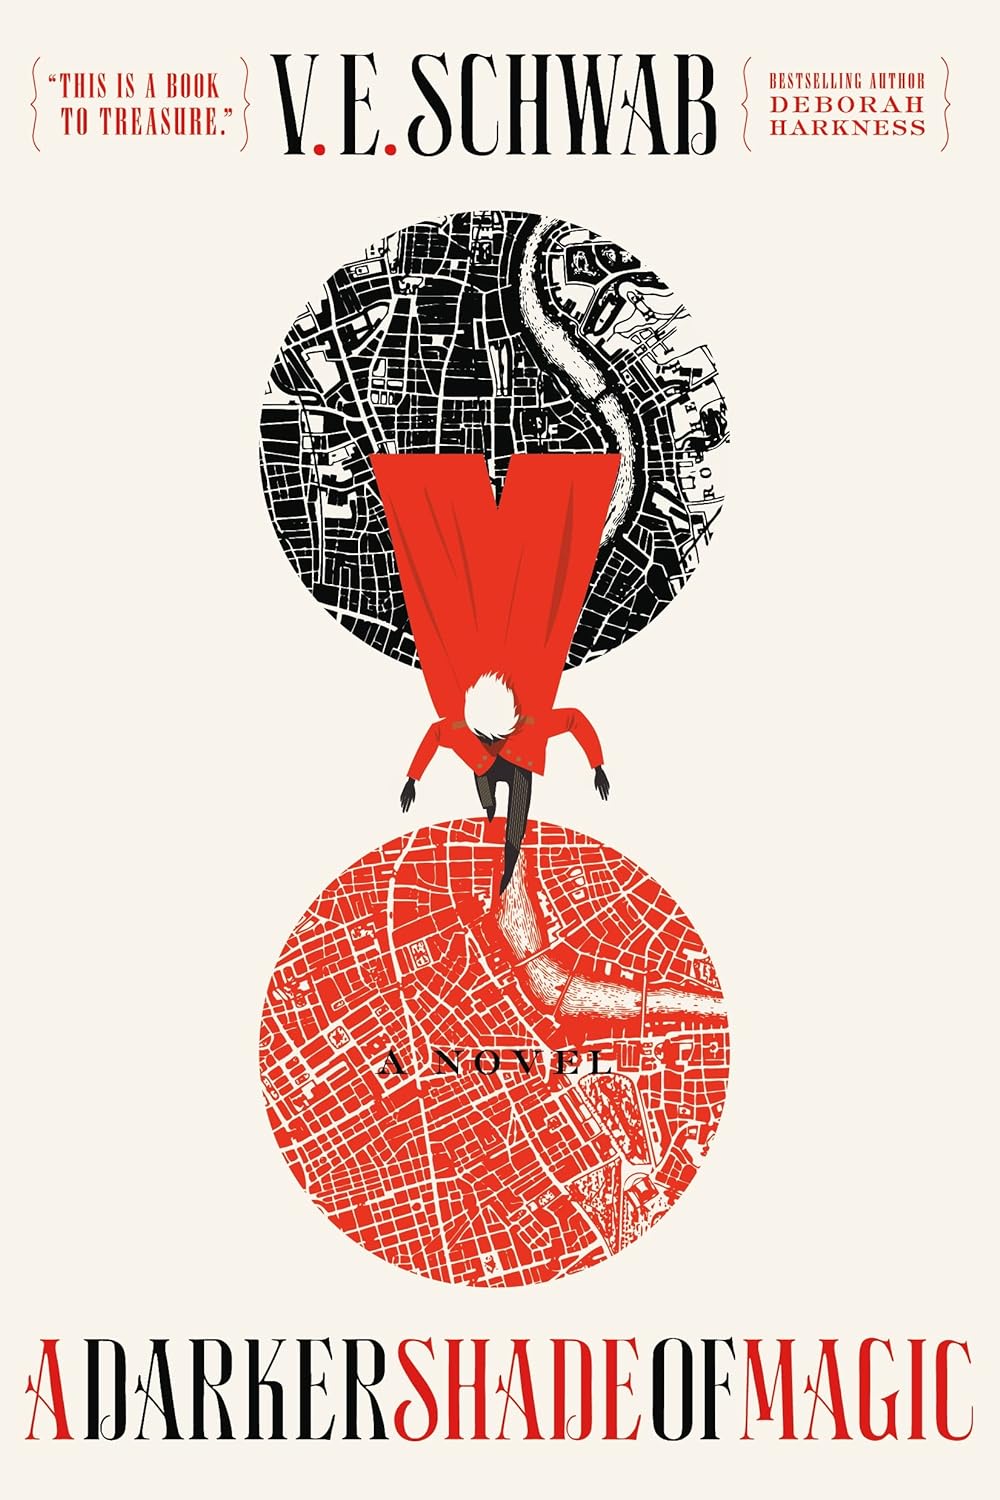 “THIS IS A BOOK
TO TREASURE.”
V. E. SCHWAB
BESTSELLING AUTHOR
DEBORAH
HARKNESS
A NOVEL
A DARKER SHADE OF MAGIC